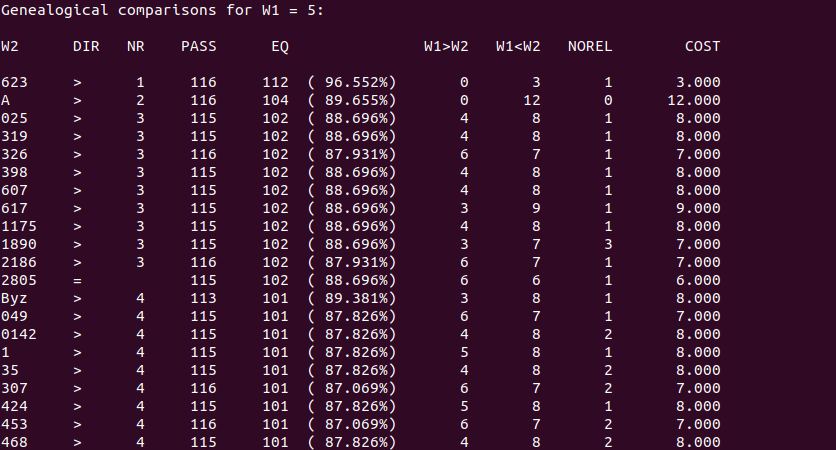 Genealogical comparisons for W1 = 5:
W2 DIR NR PASS EQ W1>W2 W1<W2 NOREL COST
623 > 1 116 112 ( 96.552%) 0 3 1 3.000
A > 2 116 104 ( 89.655%) 0 12 0 12.000
025 > 3 115 102 ( 88.696%) 4 8 1 8.000
319 > 3 115 102 ( 88.696%) 4 8 1 8.000
326 > 3 116 102 ( 87.931%) 6 7 1 7.000
398 > 3 115 102 ( 88.696%) 4 8 1 8.000
607 > 3 115 102 ( 88.696%) 4 8 1 8.000
617 > 3 115 102 ( 88.696%) 3 9 1 9.000
1175 > 3 115 102 ( 88.696%) 4 8 1 8.000
1890 > 3 115 102 ( 88.696%) 3 7 3 7.000
2186 > 3 116 102 ( 87.931%) 6 7 1 7.000
2805 = 115 102 ( 88.696%) 6 6 1 6.000
Byz > 4 113 101 ( 89.381%) 3 8 1 8.000
049 > 4 115 101 ( 87.826%) 6 7 1 7.000
0142 > 4 115 101 ( 87.826%) 4 8 2 8.000
1 > 4 115 101 ( 87.826%) 5 8 1 8.000
35 > 4 115 101 ( 87.826%) 4 8 2 8.000
307 > 4 116 101 ( 87.069%) 6 7 2 7.000
424 > 4 115 101 ( 87.826%) 5 8 1 8.000
453 > 4 116 101 ( 87.069%) 6 7 2 7.000
468 > 4 115 101 ( 87.826%) 4 8 2 8.000